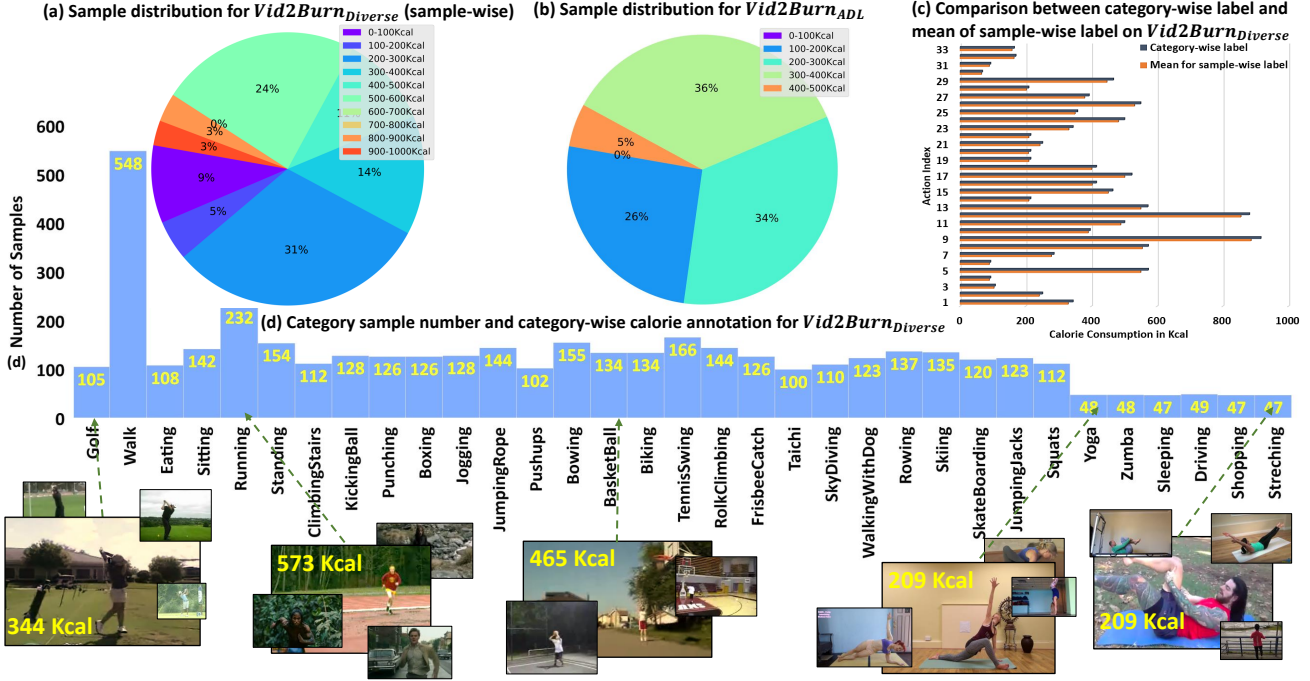 (a) Sample distribution for Vid2Burn_Diverse (sample-wise)
0-100Kcal
100-200Kcal
200-300Kcal
300-400Kcal
400-500Kcal
500-600Kcal
600-700Kcal
700-800Kcal
800-900Kcal
900-1000Kcal
24%
0%
3%
3%
9%
5%
31%
14%
(b) Sample distribution for Vid2Burn_ADL
0-100Kcal
100-200Kcal
200-300Kcal
300-400Kcal
400-500Kcal
36%
5%
0%
26%
34%
(c) Comparison between category-wise label and
mean of sample-wise label on Vid2Burn_Diverse
Category-wise label
Mean for sample-wise label
Action Index
33
31
29
27
25
23
21
19
17
15
13
11
9
7
5
3
1
0
200
400
600
800
1000
Calorie Consumption in Kcal
(d) Category sample number and category-wise calorie annotation for Vid2Burn_Diverse
(d)
Number of Samples
600
500
400
300
200
100
0
105
548
108
142
232
154
112
128
126
126
128
144
102
155
134
134
166
144
126
100
110
123
137
135
120
123
112
48
48
47
49
47
47
Golf
Walk
Eating
Sitting
Running
Standing
ClimbingStairs
KickingBall
Punching
Boxing
Jogging
JumpingRope
Pushups
Bowing
BasketBall
Biking
TennisSwing
RolkClimbing
FrisbeeCatch
Taichi
SkyDiving
WalkingWithDog
Rowing
Skiing
SkateBoarding
JumpingJacks
Squats
Yoga
Zumba
Sleeping
Driving
Shopping
Streching
344 Kcal
573 Kcal
465 Kcal
209 Kcal
209 Kcal